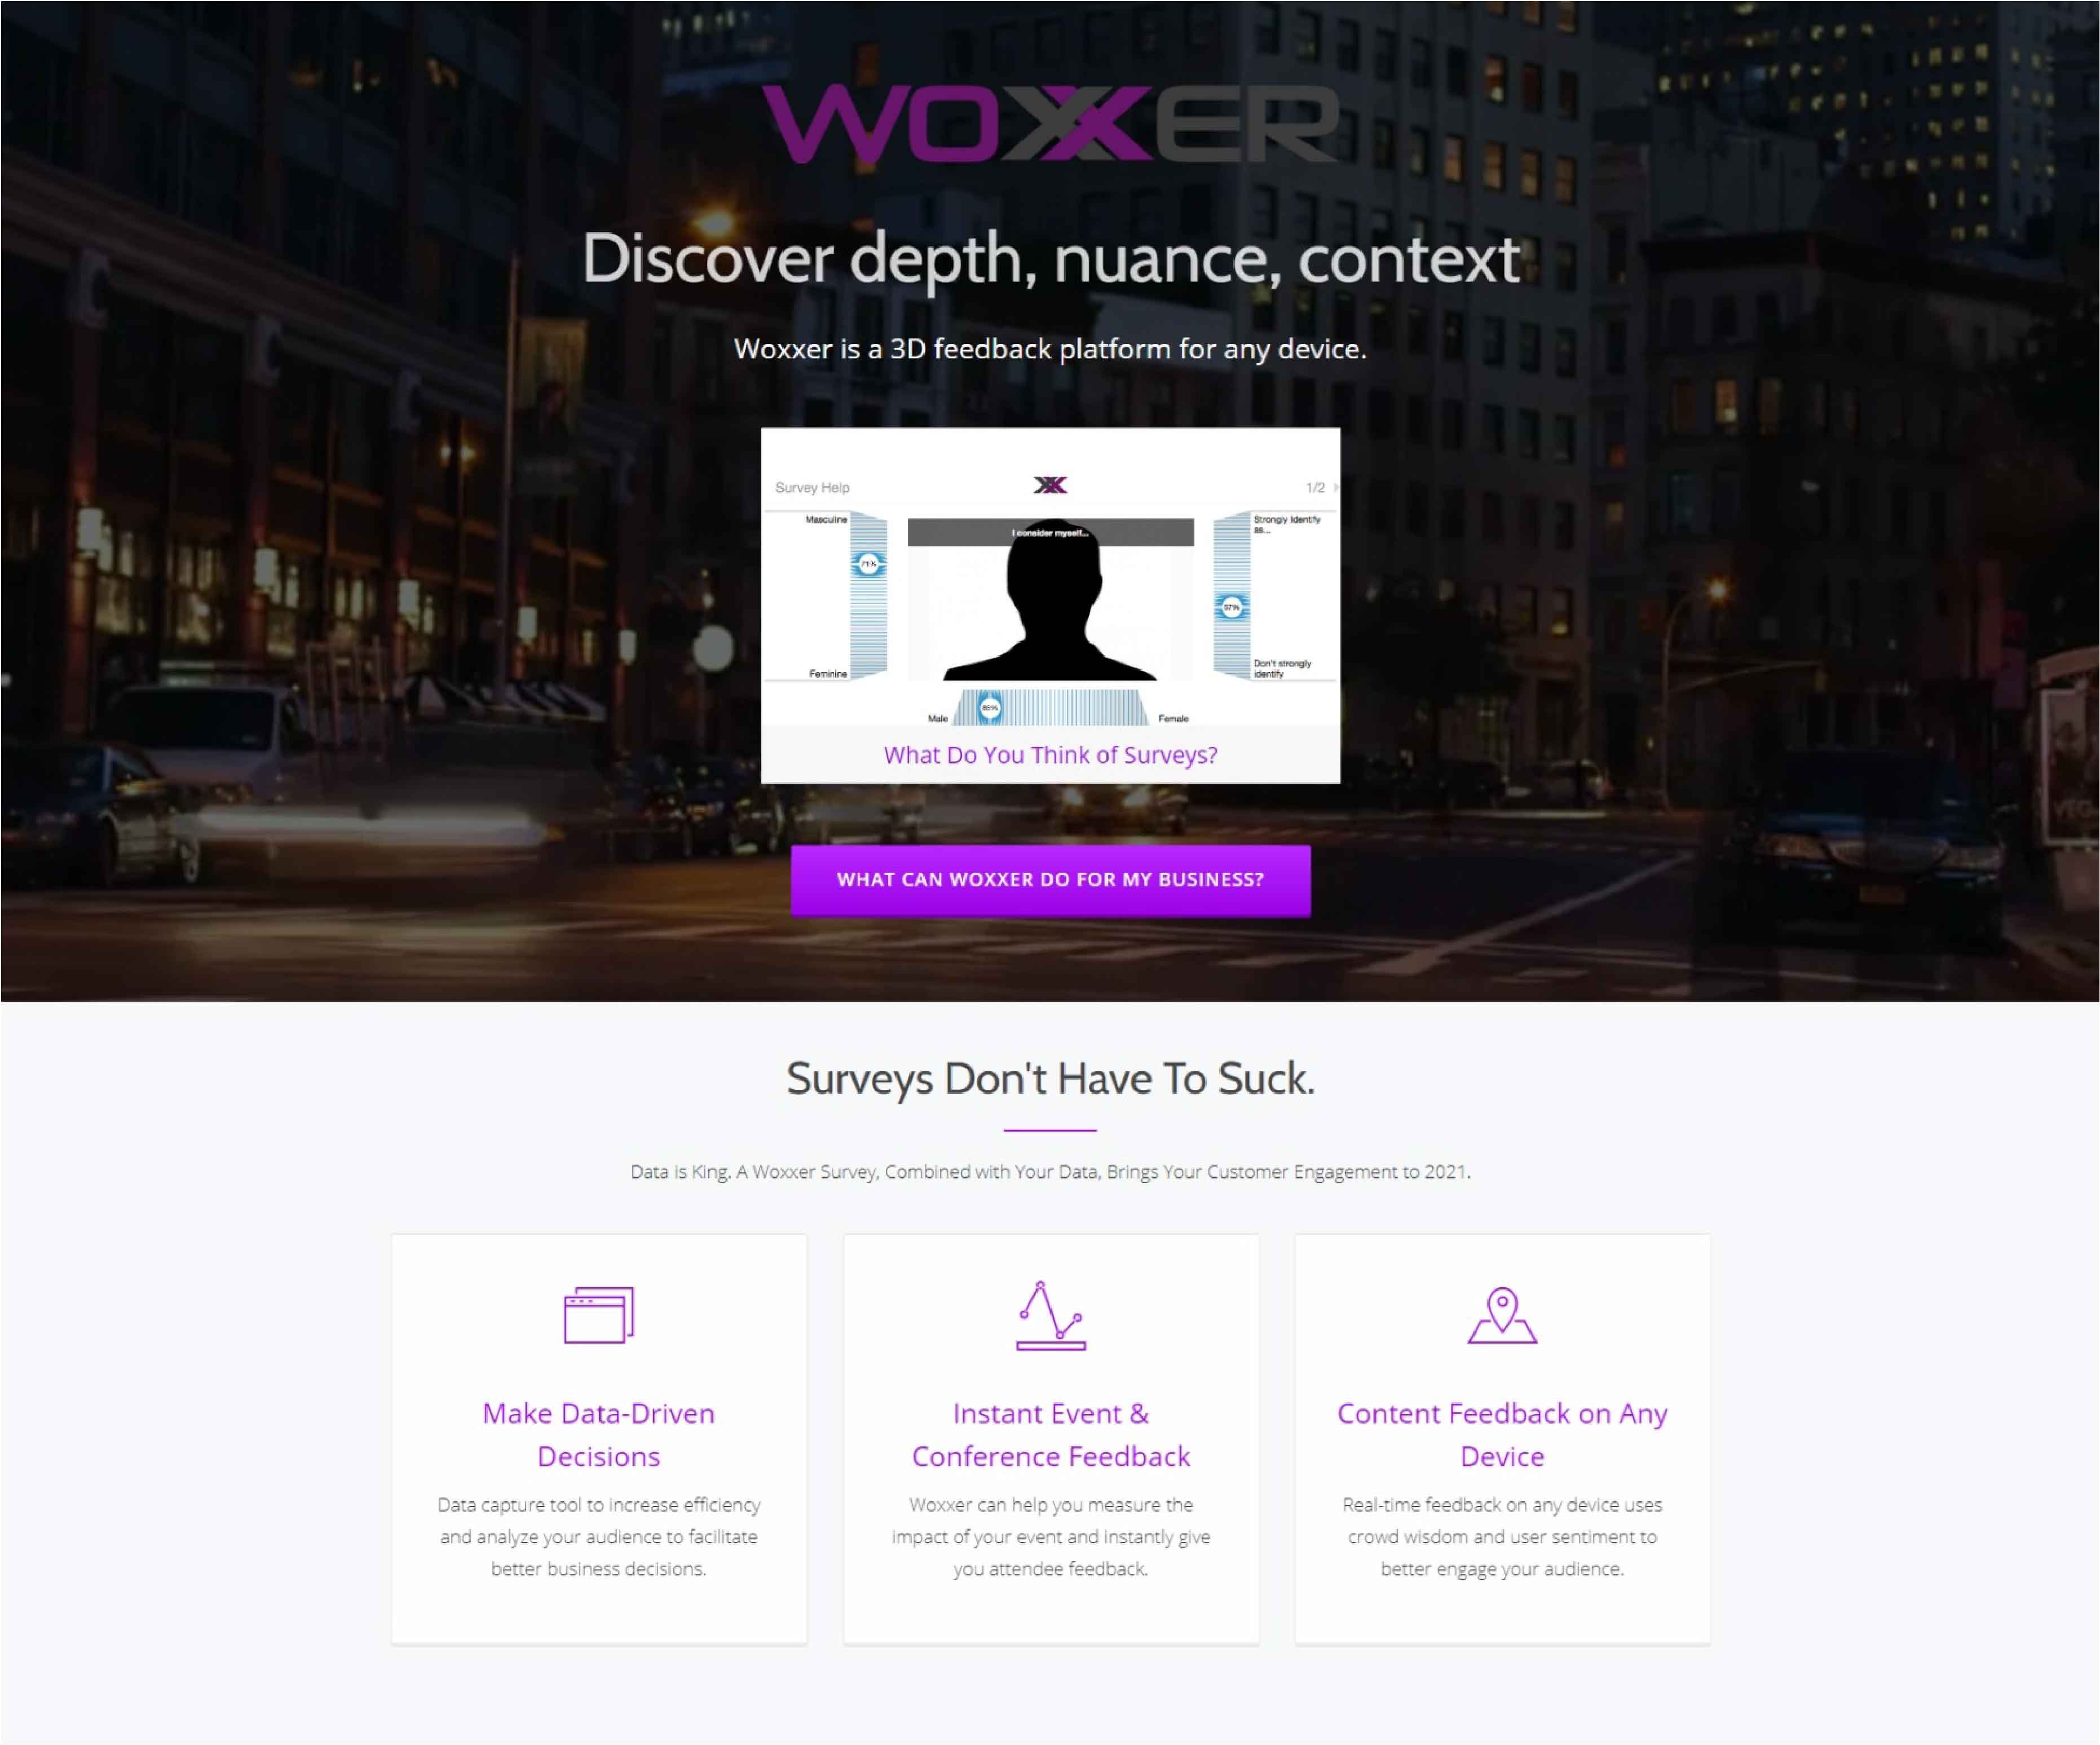 WOXXER
Discover depth, nuance, context
Woxxer is a 3D feedback platform for any device.
Survey Help
1/2
Masculine
I consider myself...
Strongly Identify
as...
71%
57%
Feminine
Don't strongly
identify
85%
Male
Female
What Do You Think of Surveys?
WHAT CAN WOXXER DO FOR MY BUSINESS?
Surveys Don't Have To Suck.
Data is King. A Woxxer Survey, Combined with Your Data, Brings Your Customer Engagement to 2021.
Make Data-Driven
Decisions
Data capture tool to increase efficiency
and analyze your audience to facilitate
better business decisions.
Instant Event &
Conference Feedback
Woxxer can help you measure the
impact of your event and instantly give
you attendee feedback.
Content Feedback on Any
Device
Real-time feedback on any device uses
crowd wisdom and user sentiment to
better engage your audience.